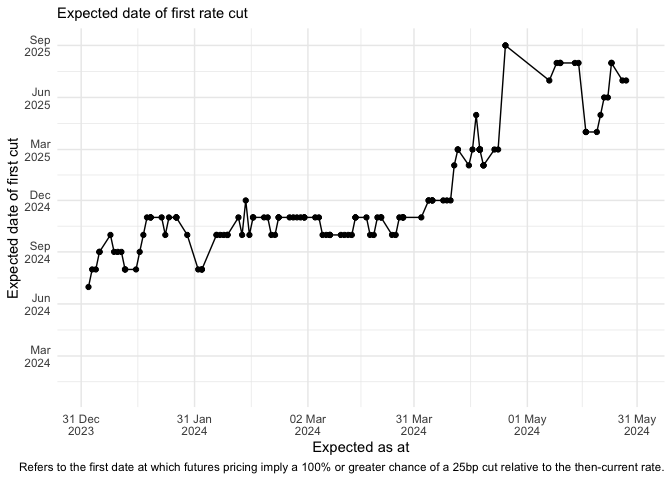 Expected date of first rate cut
Expected date of first cut
Sep
2025
Jun
2025
Mar
2025
Dec
2024
Sep
2024
Jun
2024
Mar
2024
31 Dec
2023
31 Jan
2024
02 Mar
2024
31 Mar
2024
01 May
2024
31 May
2024
Expected as at
Refers to the first date at which futures pricing imply a 100% or greater chance of a 25bp cut relative to the then-current rate.